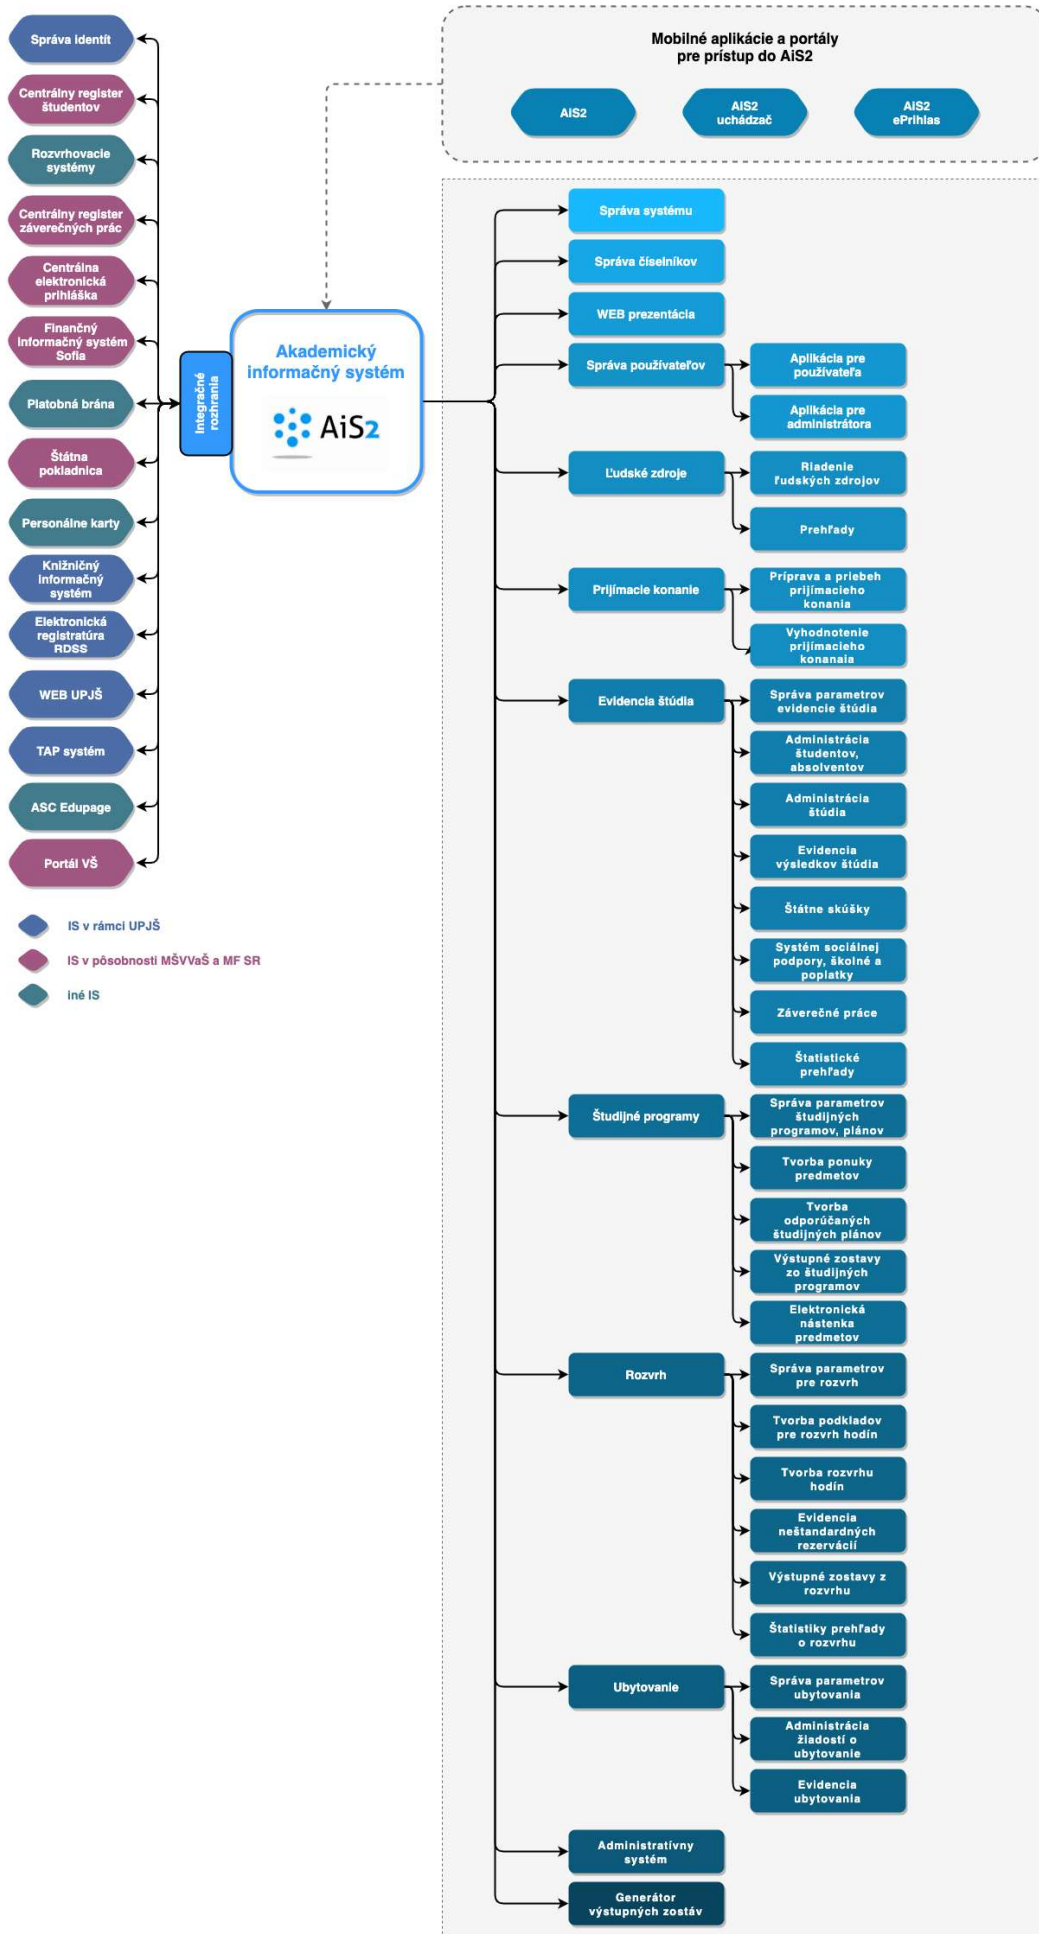 Správa identít
Centrálny register
študentov
Rozvrhovacie
systémy
Centrálny register
záverečných prác
Centrálna
elektronická
prihláška
Finančný
informačný systém
Sofia
Platobná brána
Štátna
pokladnica
Personálne karty
Knižničný
informačný
systém
Elektronická
registratúra
RDSS
WEB UPJŠ
TAP systém
ASC Edupage
Portál VŠ
IS v rámci UPJŠ
IS v pôsobnosti MŠVVaŠ a MF SR
iné IS
Integračné
rozhrania
Akademický
informačný systém
AiS2
Mobilné aplikácie a portály
pre prístup do AiS2
AiS2
AiS2
uchádzač
AiS2
ePrihlas
Správa systému
Správa číselníkov
WEB prezentácia
Správa používateľov
Aplikácia pre
používateľa
Aplikácia pre
administrátora
Ľudské zdroje
Riadenie
ľudských zdrojov
Prehľady
Prijímacie konanie
Príprava a priebeh
prijímacieho
konania
Vyhodnotenie
prijímacieho
konanaia
Evidencia štúdia
Správa parametrov
evidencie štúdia
Administrácia
študentov,
absolventov
Administrácia
štúdia
Evidencia
výsledkov štúdia
Štátne skúšky
Systém sociálnej
podpory, školné a
poplatky
Záverečné práce
Štatistické
prehľady
Študijné programy
Správa parametrov
študijných
programov, plánov
Tvorba ponuky
predmetov
Tvorba
odporúčaných
študijných plánov
Výstupné zostavy
zo študijných
programov
Elektronická
nástenka
predmetov
Rozvrh
Správa parametrov
pre rozvrh
Tvorba podkladov
pre rozvrh hodín
Tvorba rozvrhu
hodín
Evidencia
neštandardných
rezervácií
Výstupné zostavy z
rozvrhu
Štatistiky prehľady
o rozvrhu
Ubytovanie
Správa parametrov
ubytovania
Administrácia
žiadostí o
ubytovanie
Evidencia
ubytovania
Administratívny
systém
Generátor
výstupných zostáv